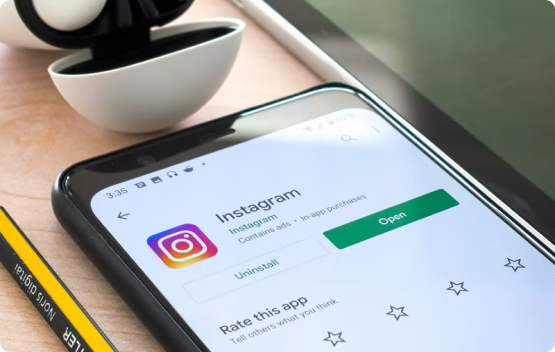 3:35
Instagram
Instagram
Contains ads • In-app purchases
Uninstall
Open
Rate this app
Tell others what you think
Noris digital
TLER